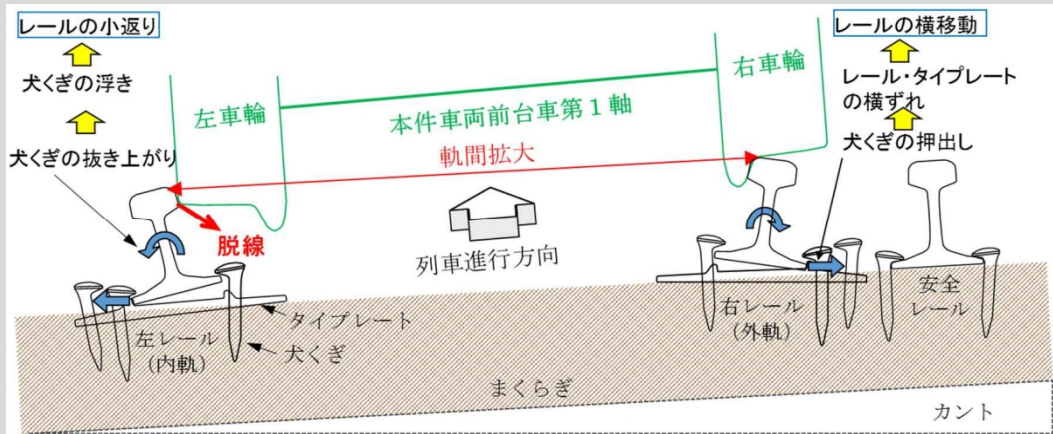 レールの小返り
犬くぎの浮き
犬くぎの抜き上がり
左車輪
本件車両前台車第1軸
軌間拡大
右車輪
レールの横移動
レール・タイプレート
の横ずれ
犬くぎの押出し
脱線
列車進行方向
タイプレート
犬くぎ
左レール
(内軌)
右レール
(外軌)
安全
レール
まくらぎ
カント